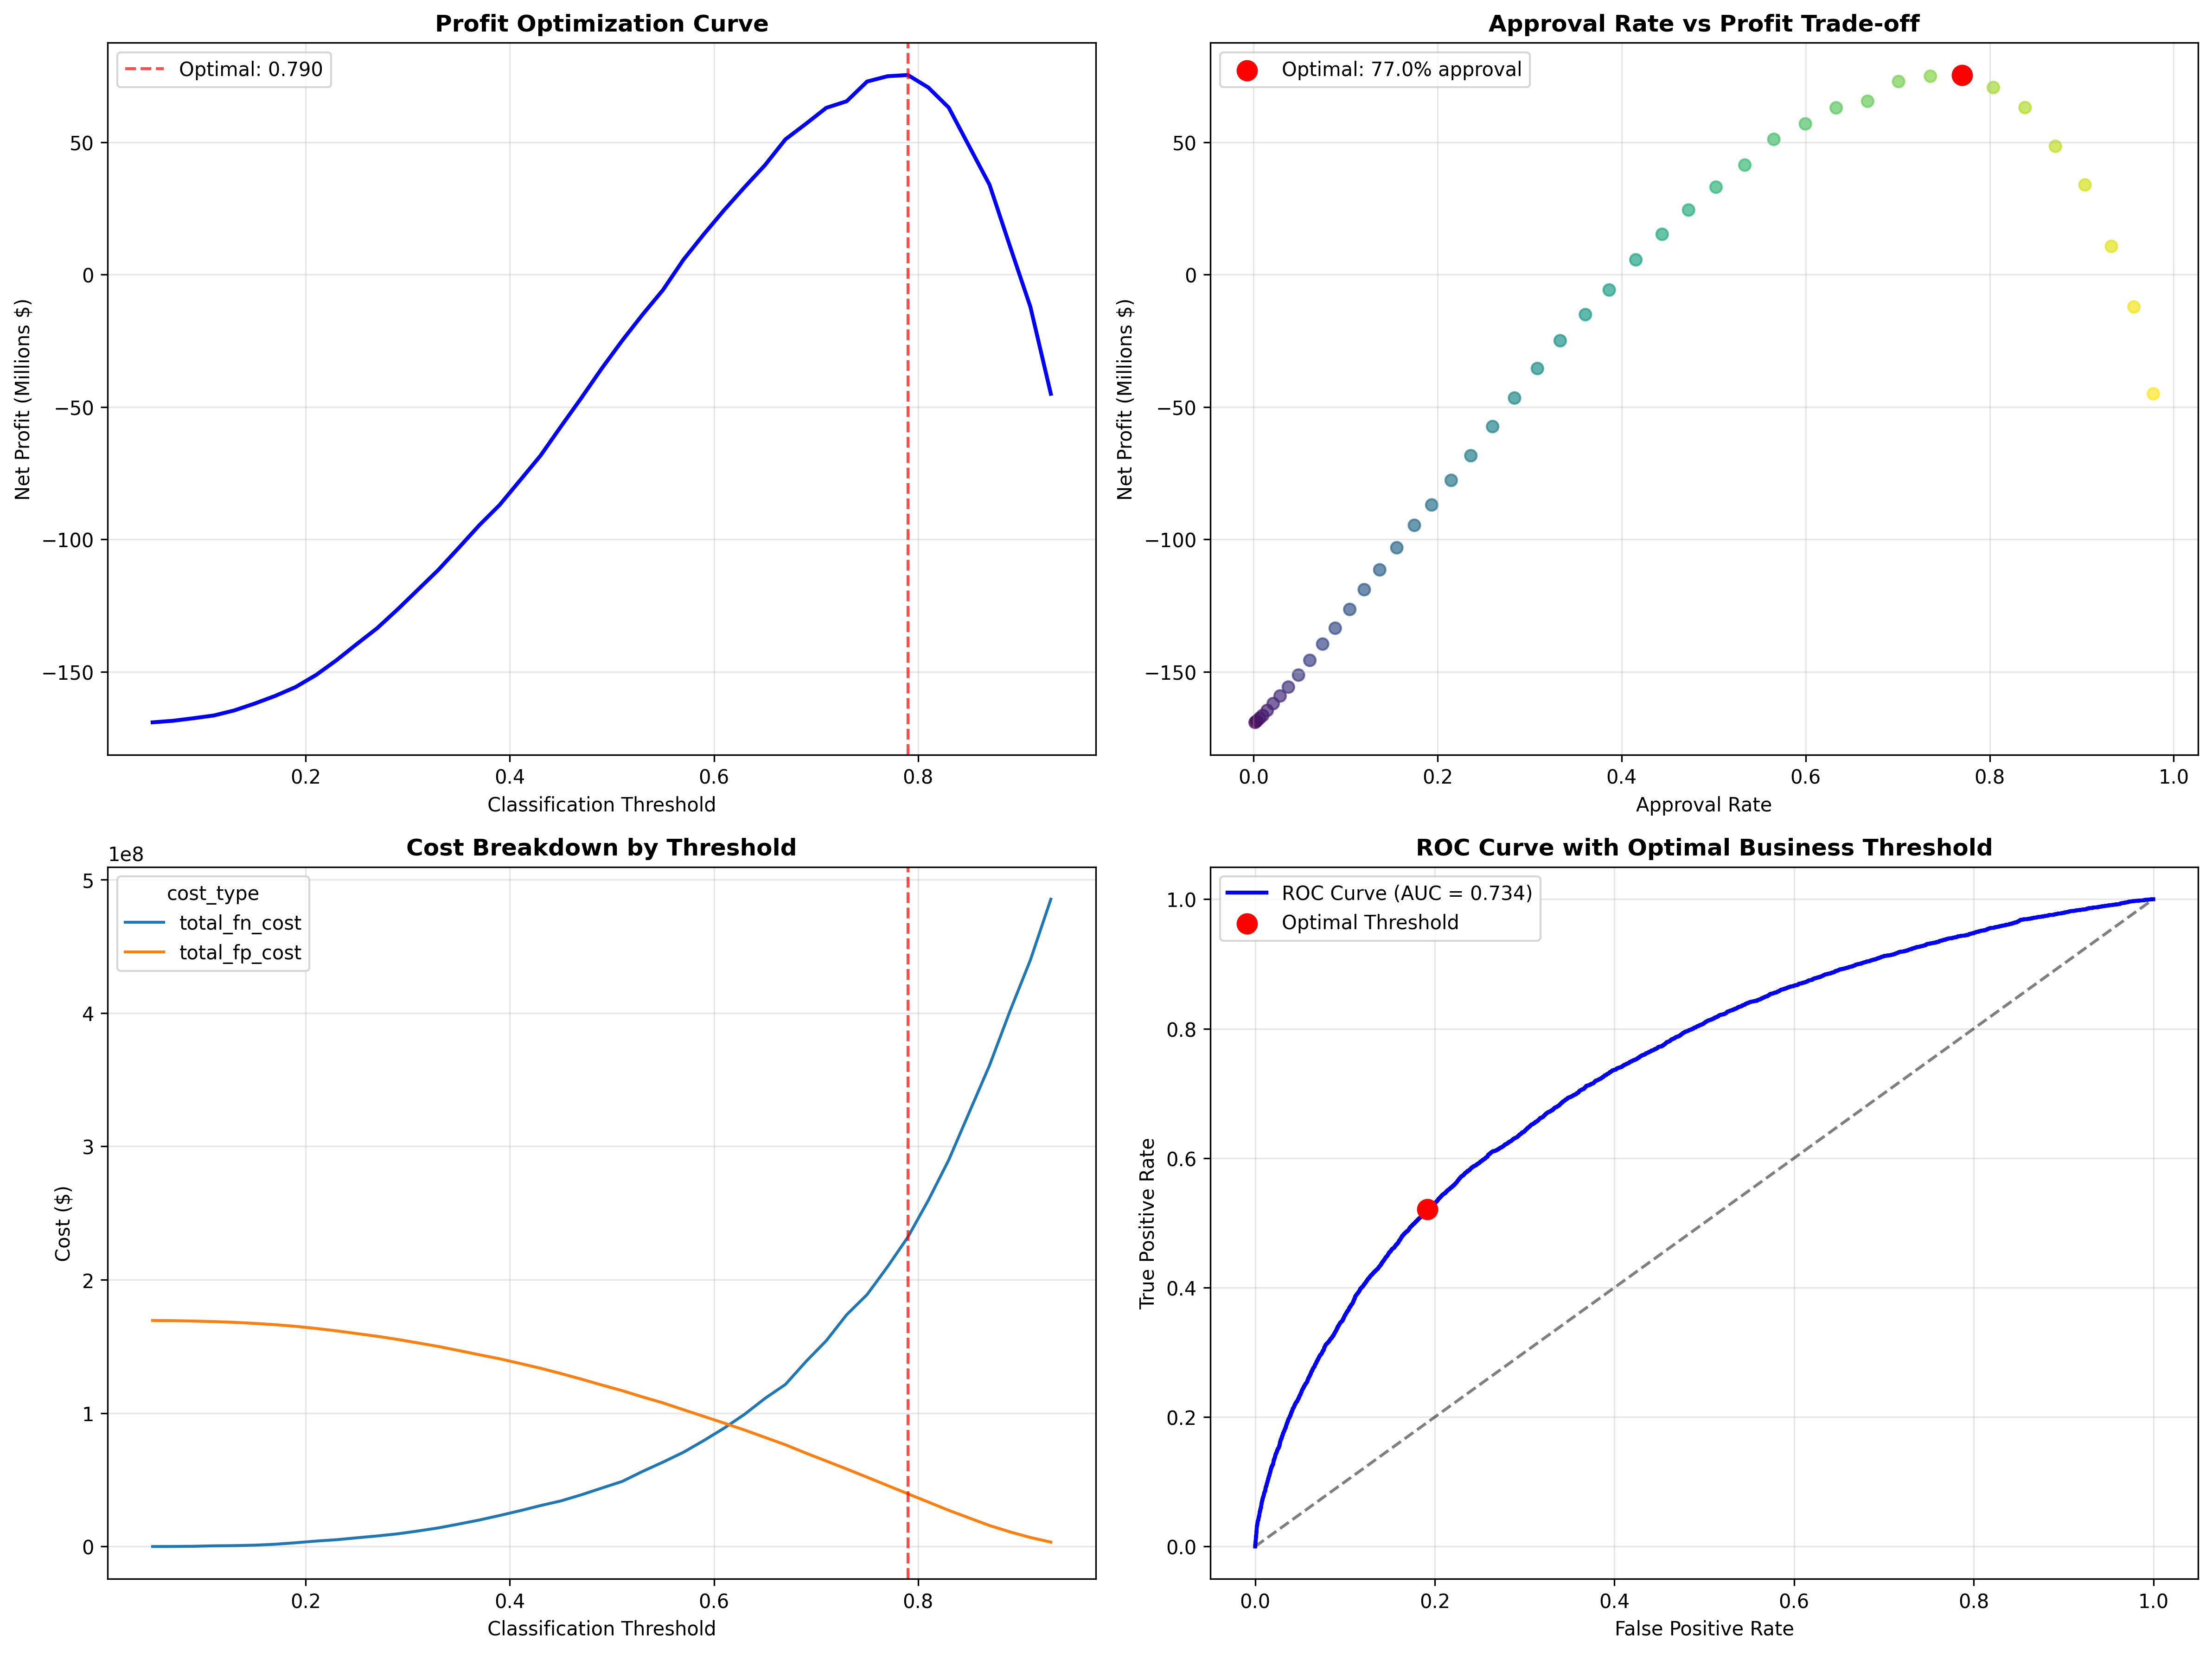 Profit Optimization Curve
Optimal: 0.790
50
0
−50
−100
−150
Net Profit (Millions $)
0.2
0.4
0.6
0.8
Classification Threshold
Approval Rate vs Profit Trade-off
Optimal: 77.0% approval
50
0
−50
−100
−150
Net Profit (Millions $)
0.0
0.2
0.4
0.6
0.8
1.0
Approval Rate
Cost Breakdown by Threshold
1e8
cost_type
total_fn_cost
total_fp_cost
5
4
3
2
1
0
Cost ($)
0.2
0.4
0.6
0.8
Classification Threshold
ROC Curve with Optimal Business Threshold
ROC Curve (AUC = 0.734)
Optimal Threshold
1.0
0.8
0.6
0.4
0.2
0.0
True Positive Rate
0.0
0.2
0.4
0.6
0.8
1.0
False Positive Rate